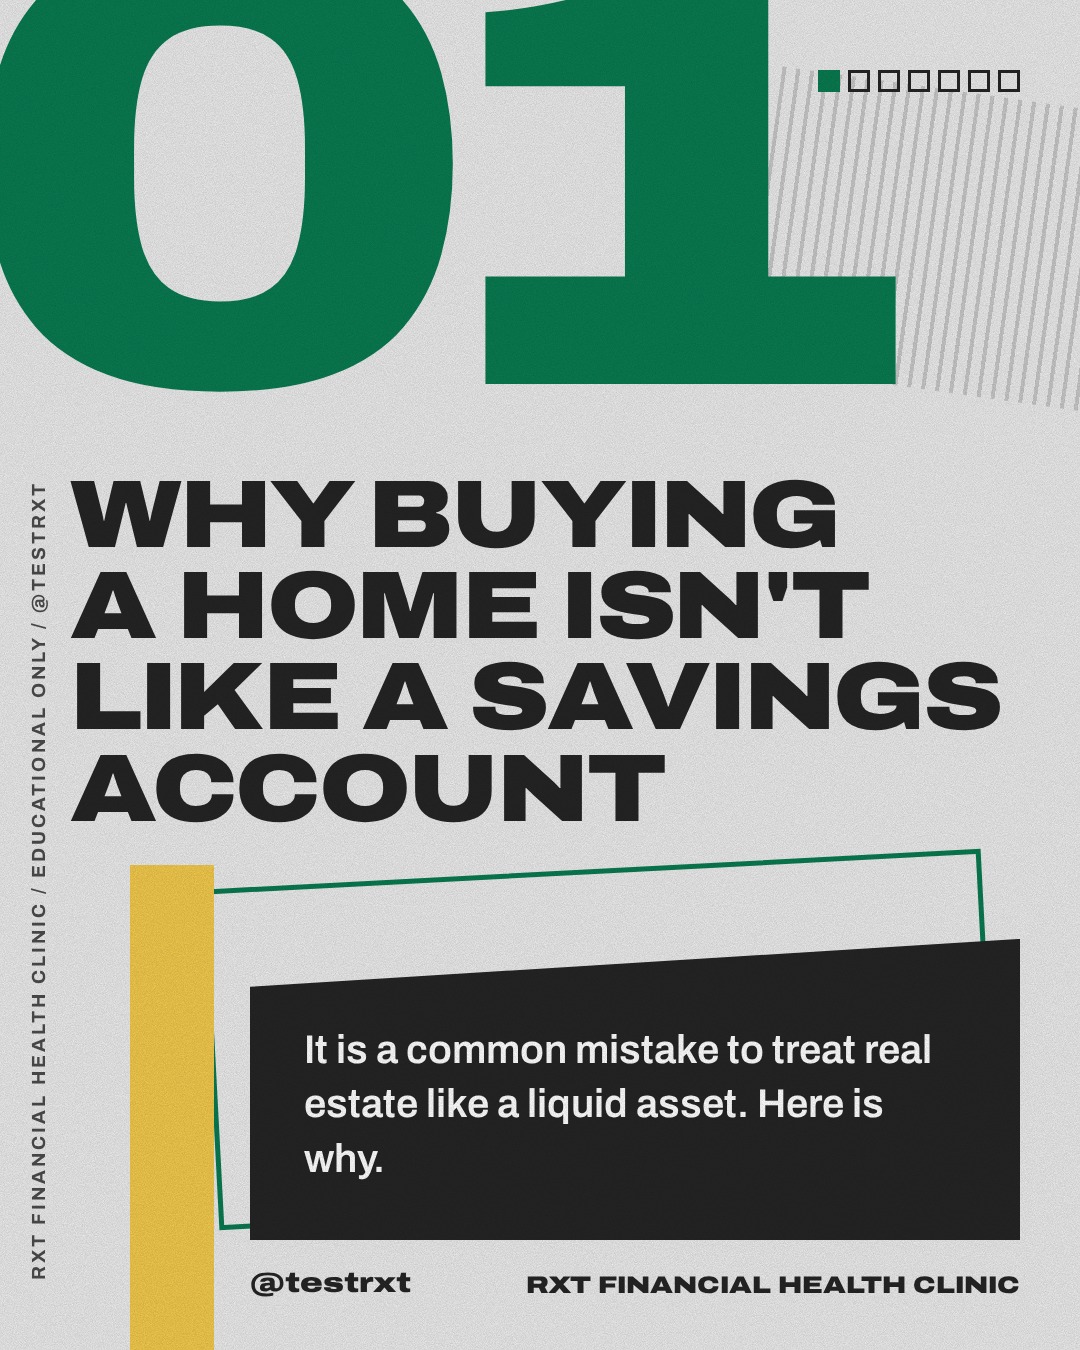 01
WHY BUYING
A HOME ISN'T
LIKE A SAVINGS
ACCOUNT
RXT FINANCIAL HEALTH CLINIC / EDUCATIONAL ONLY / @TESTRXT
It is a common mistake to treat real
estate like a liquid asset. Here is
why.
@testrxt
RXT FINANCIAL HEALTH CLINIC